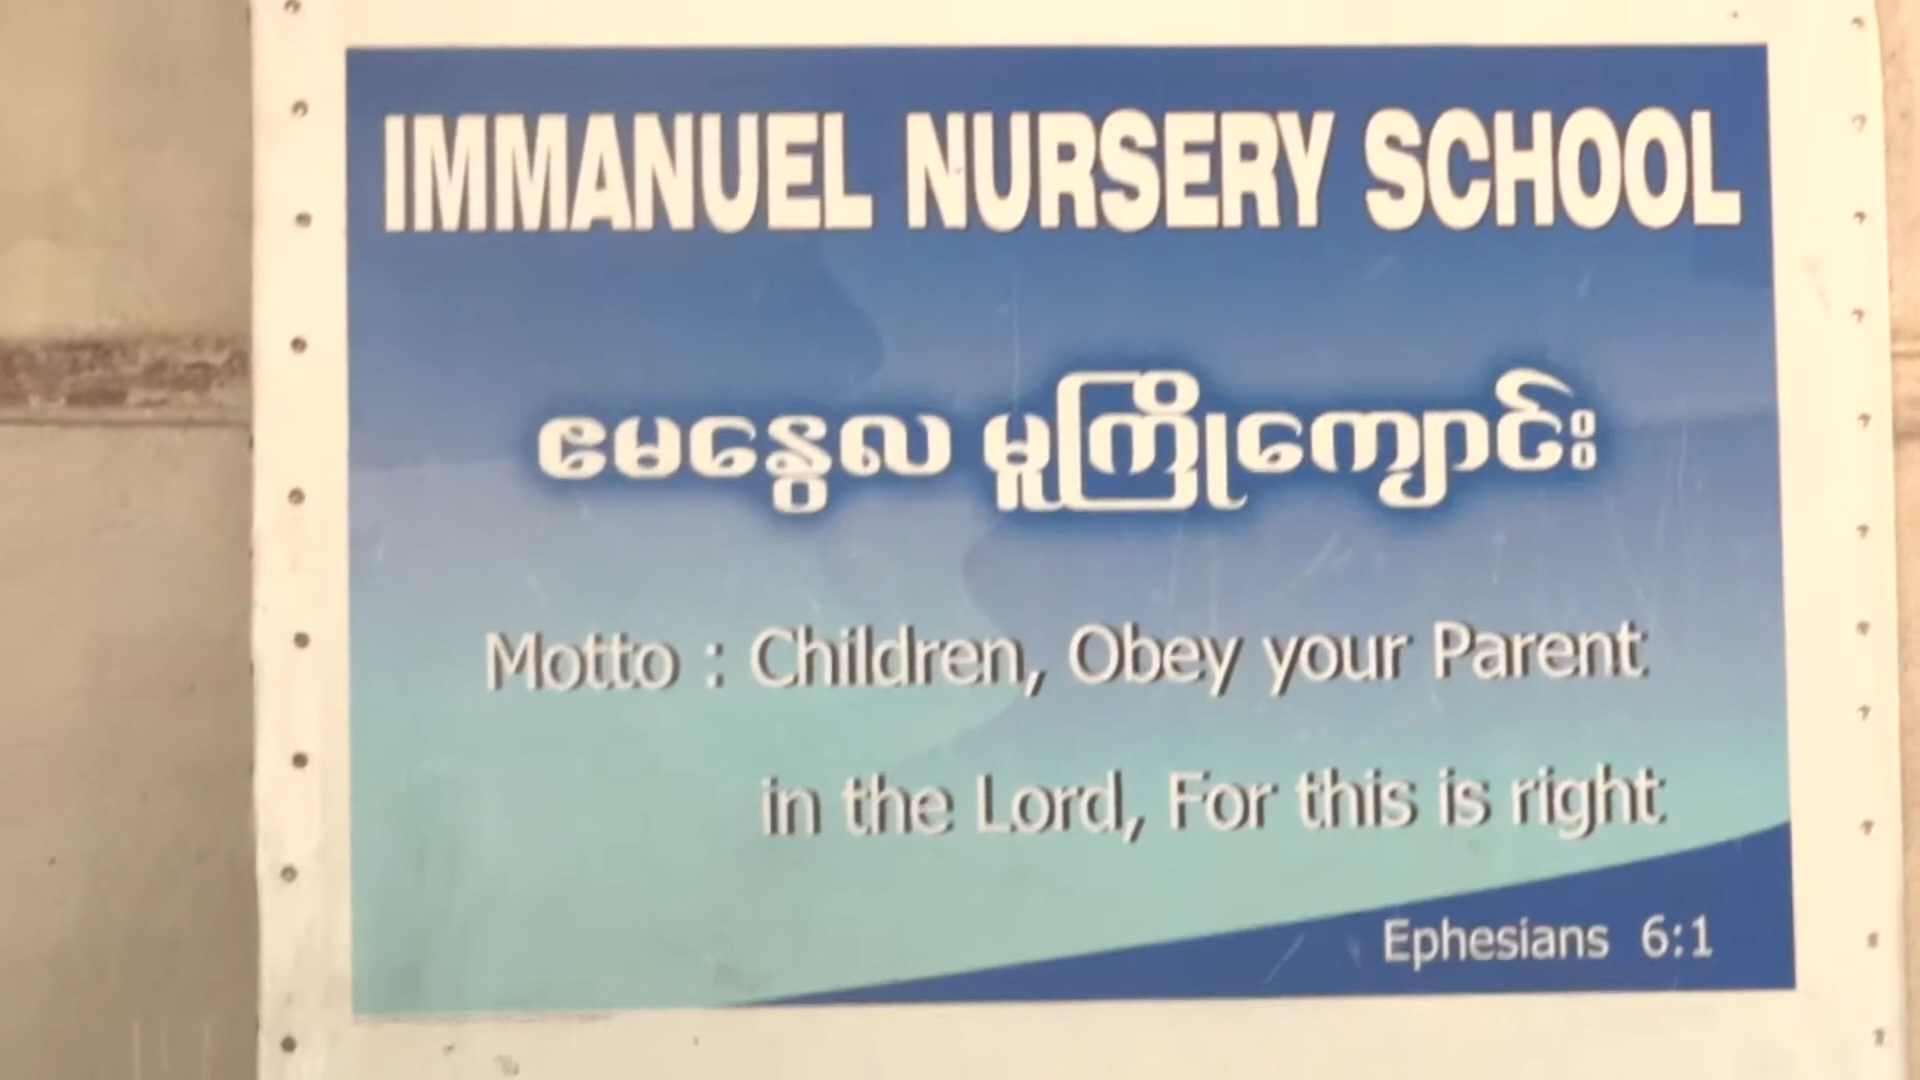 IMMANUEL NURSERY SCHOOL
ဧမနွေလ မူကြိုကျောင်း
Motto : Children, Obey your Parent
in the Lord, For this is right
Ephesians 6:1